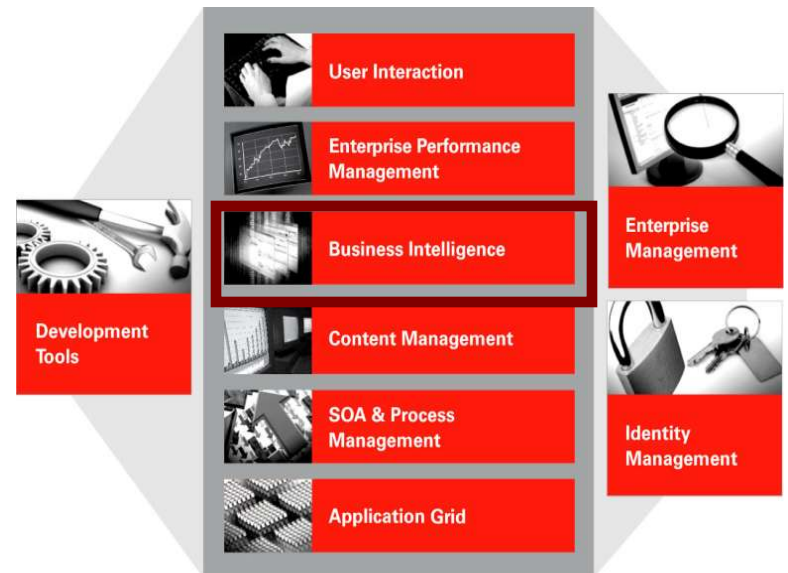 User Interaction
Enterprise Performance
Management
Business Intelligence
Content Management
SOA & Process
Management
Application Grid
Development
Tools
Enterprise
Management
Identity
Management